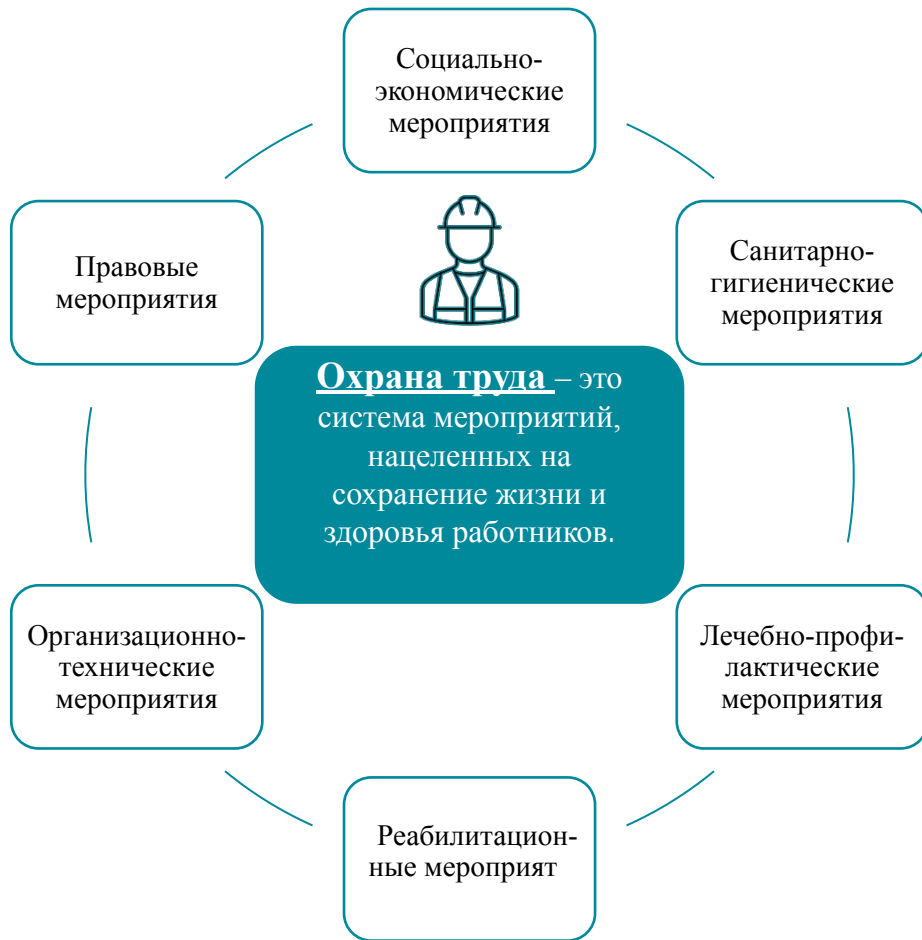 Социально-
экономические
мероприятия
Правовые
мероприятия
Санитарно-
гигиенические
мероприятия
Охрана труда – это
система мероприятий,
нацеленных на
сохранение жизни и
здоровья работников.
Организационно-
технические
мероприятия
Лечебно-профи-
лактические
мероприятия
Реабилитацион-
ные мероприят